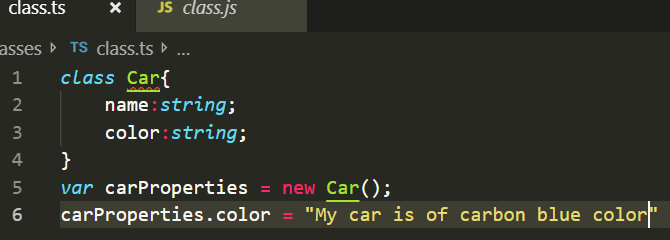 class.ts × JS class.js
asses > TS class.ts > ...
1 class Car{
2 name:string;
3 color:string;
4 }
5 var carProperties = new Car();
6 carProperties.color = "My car is of carbon blue color"